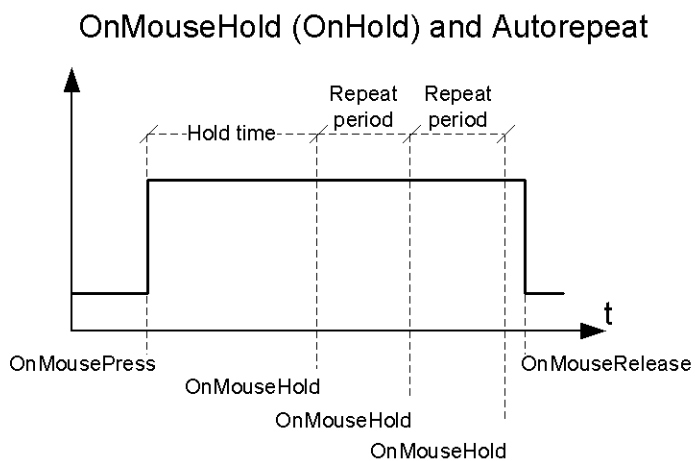 OnMouseHold (OnHold) and Autorepeat
Repeat
period
Repeat
period
Hold time
t
OnMousePress
OnMouseRelease
OnMouseHold
OnMouseHold
OnMouseHold